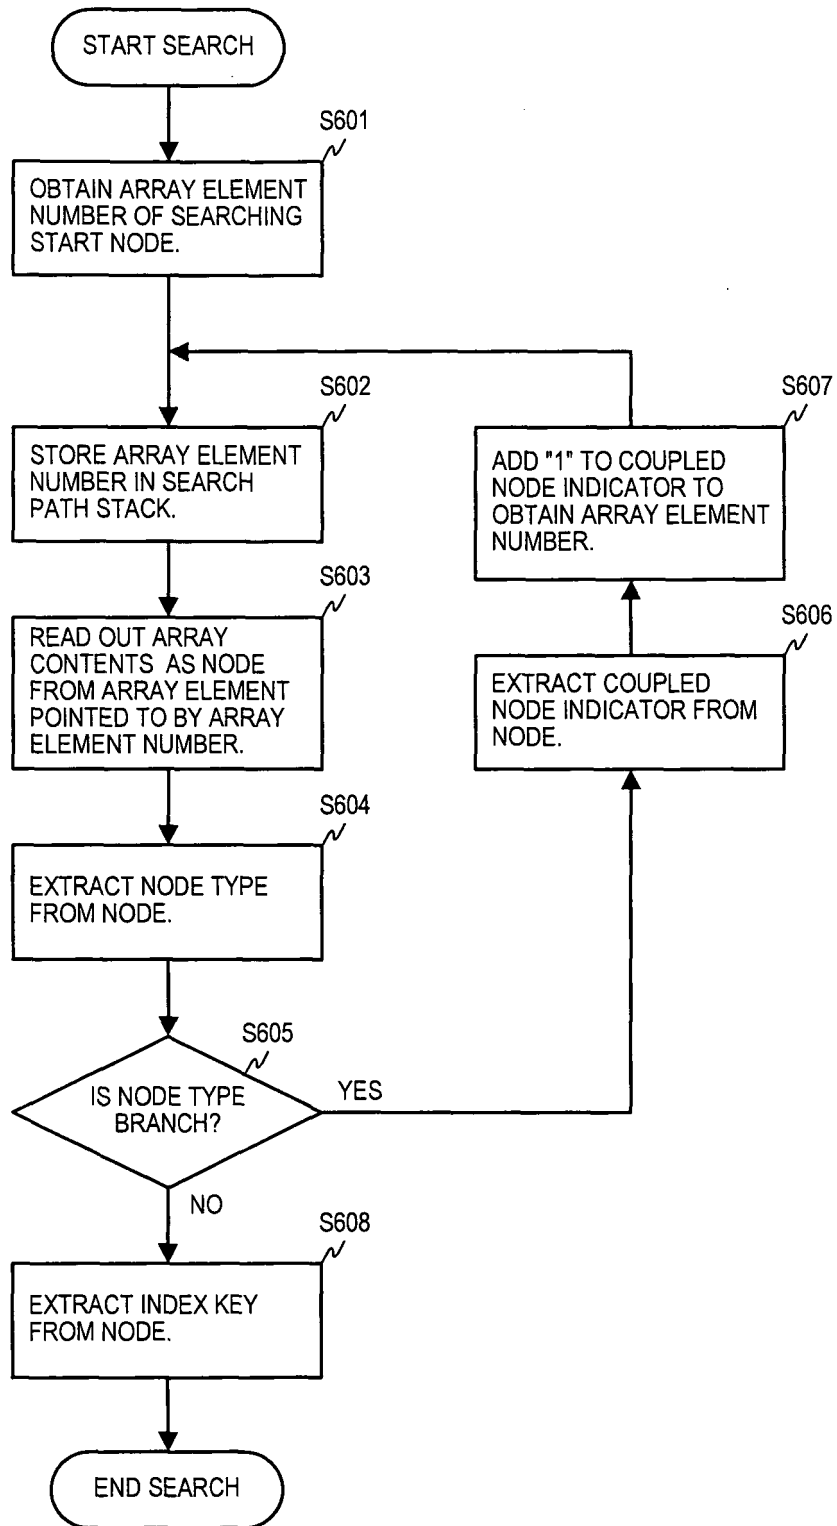 START SEARCH
S601
OBTAIN ARRAY ELEMENT
NUMBER OF SEARCHING
START NODE.
S602
STORE ARRAY ELEMENT
NUMBER IN SEARCH
PATH STACK.
S603
READ OUT ARRAY
CONTENTS AS NODE
FROM ARRAY ELEMENT
POINTED TO BY ARRAY
ELEMENT NUMBER.
S604
EXTRACT NODE TYPE
FROM NODE.
S605
IS NODE TYPE
BRANCH?
YES
NO
S606
EXTRACT COUPLED
NODE INDICATOR FROM
NODE.
S607
ADD "1" TO COUPLED
NODE INDICATOR TO
OBTAIN ARRAY ELEMENT
NUMBER.
S608
EXTRACT INDEX KEY
FROM NODE.
END SEARCH